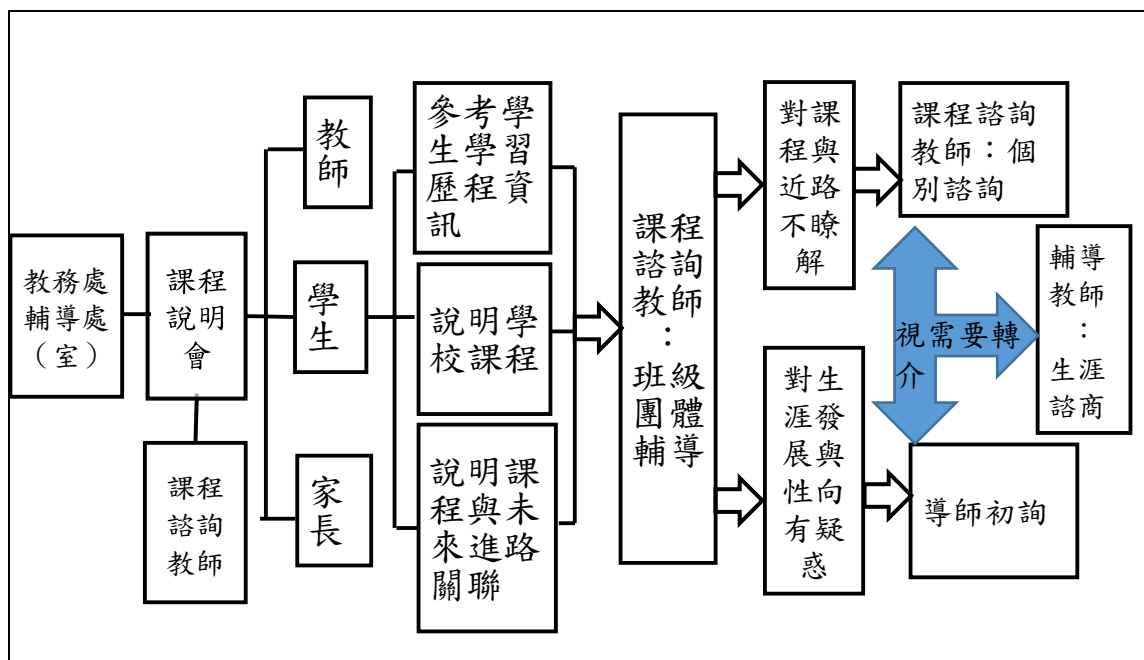 教務處
輔導處
（室）
課程
說明
會
課程
諮詢
教師
教
師
學
生
家
長
參考學
生學習
歷程資
訊
說明學
校課程
說明課
程與未
來進路
關聯
課程
諮詢
教師
：
班級
團體
輔導
對課
程與
近路
不瞭
解
對生
涯發
展與
性向
有疑
惑
課程諮詢
教師：個
別諮詢
視需要轉
介
導師初詢
輔導
教師
：
生涯
諮商